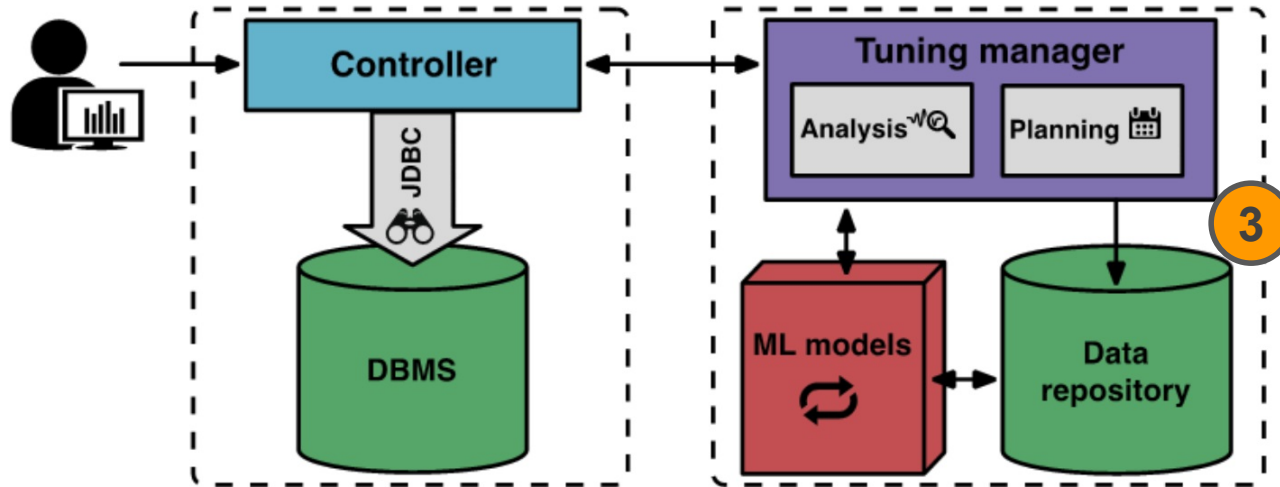 Controller
JDBC
DBMS
Tuning manager
Analysis
Planning
3
ML models
Data
repository